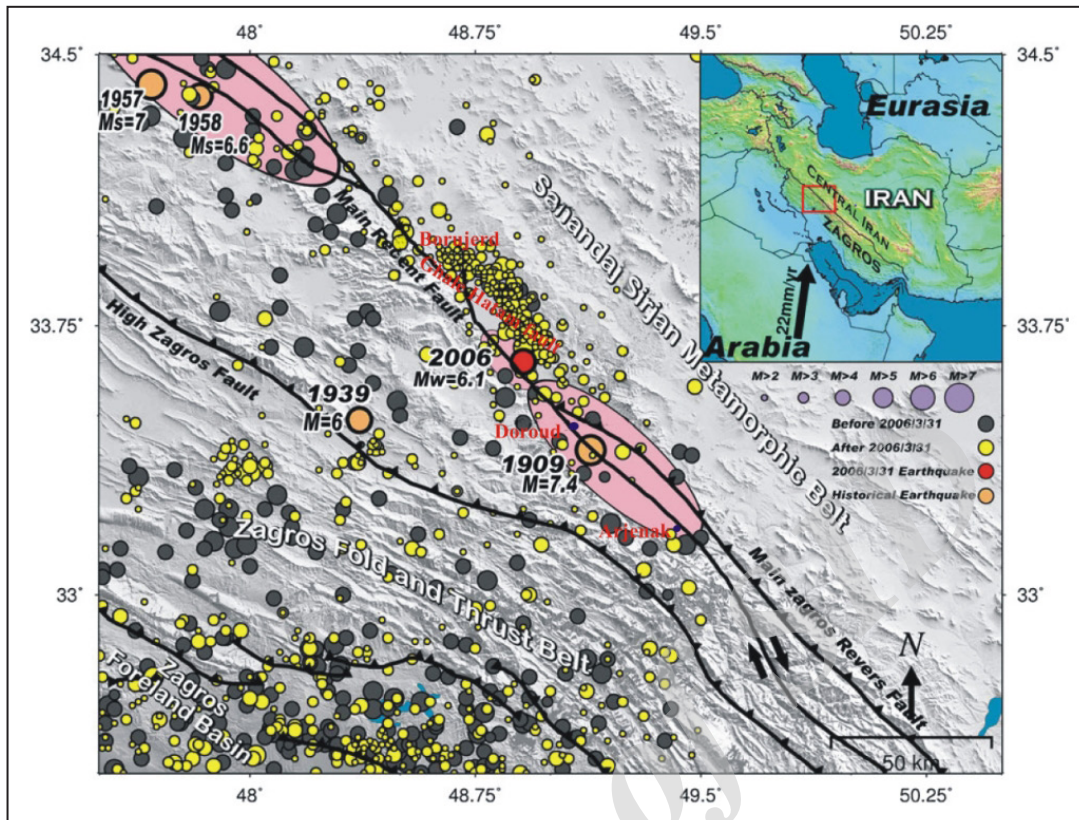 48˚ 48.75 49.5 50.25
34.5
34.5˚
1957
Ms=7
1958
Ms=6.6
Main Recent Fault
Borujerd
Sanandaj Sirjan Metamorphic Belt
Eurasia
CENTRAL IRAN
IRAN
ZAGROS
22mm/yr
Arabia
33.75
33.75˚
High Zagros Fault
2006
Mw=6.1
1939
M=6
Doroud
1909
M=7.4
Arjenak
M>2 M>3 M>4 M>5 M>6 M>7
Before 2006/3/31
After 2006/3/31
2006/3/31 Earthquake
Historical Earthquake
Zagros Fold and Thrust Belt
33˚
33˚
Main zagros Revers Fault
Zagros
Foreland Basin
N
50 km
48˚ 48.75 49.5˚ 50.25